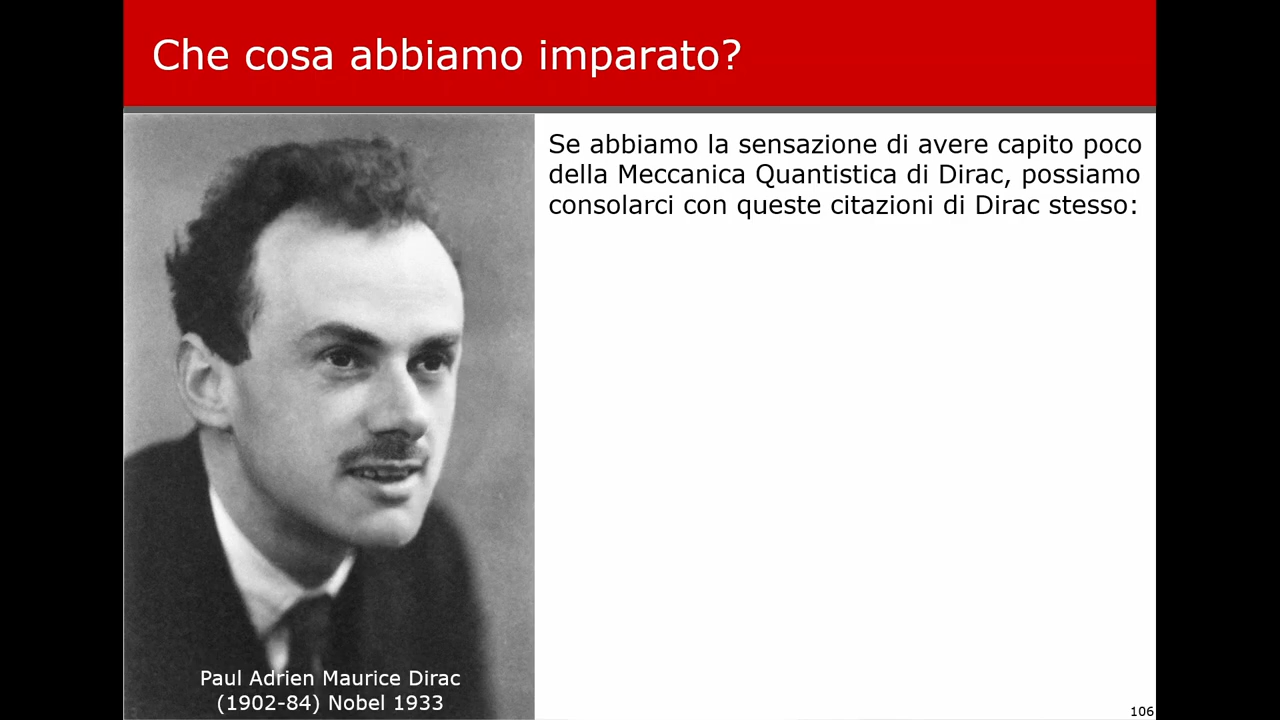 Che cosa abbiamo imparato?
Se abbiamo la sensazione di avere capito poco
della Meccanica Quantistica di Dirac, possiamo
consolarci con queste citazioni di Dirac stesso:
Paul Adrien Maurice Dirac
(1902-84) Nobel 1933
106